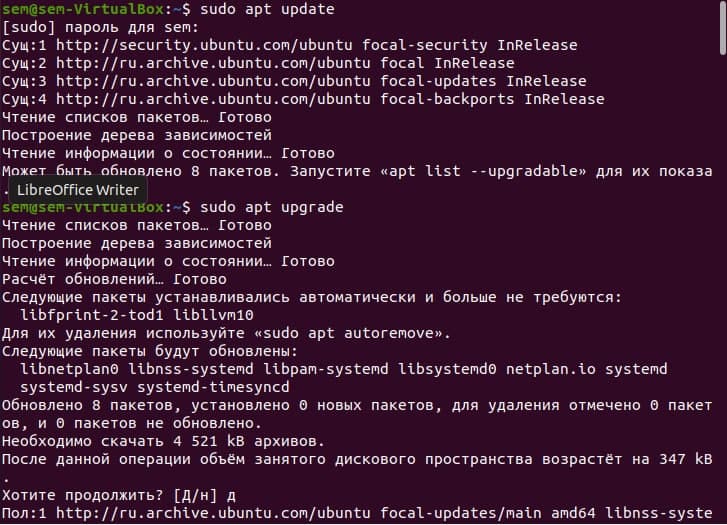 sem@sem-VirtualBox:~$ sudo apt update
[sudo] пароль для sem:
Сущ:1 http://security.ubuntu.com/ubuntu focal-security InRelease
Сущ:2 http://ru.archive.ubuntu.com/ubuntu focal InRelease
Сущ:3 http://ru.archive.ubuntu.com/ubuntu focal-updates InRelease
Сущ:4 http://ru.archive.ubuntu.com/ubuntu focal-backports InRelease
Чтение списков пакетов… Готово
Построение дерева зависимостей
Чтение информации о состоянии… Готово
Может быть обновлено 8 пакетов. Запустите «apt list --upgradable» для их показа
.
LibreOffice Writer
sem@sem-VirtualBox:~$ sudo apt upgrade
Чтение списков пакетов… Готово
Построение дерева зависимостей
Чтение информации о состоянии… Готово
Расчёт обновлений… Готово
Следующие пакеты устанавливались автоматически и больше не требуются:
libfprint-2-tod1 libllvm10
Для их удаления используйте «sudo apt autoremove».
Следующие пакеты будут обновлены:
libnetplan0 libnss-systemd libpam-systemd libsystemd0 netplan.io systemd
systemd-sysv systemd-timesyncd
Обновлено 8 пакетов, установлено 0 новых пакетов, для удаления отмечено 0 пакет
ов, и 0 пакетов не обновлено.
Необходимо скачать 4 521 kB архивов.
После данной операции объём занятого дискового пространства возрастёт на 347 kB
.
Хотите продолжить? [Д/н] д
Пол:1 http://ru.archive.ubuntu.com/ubuntu focal-updates/main amd64 libnss-syste